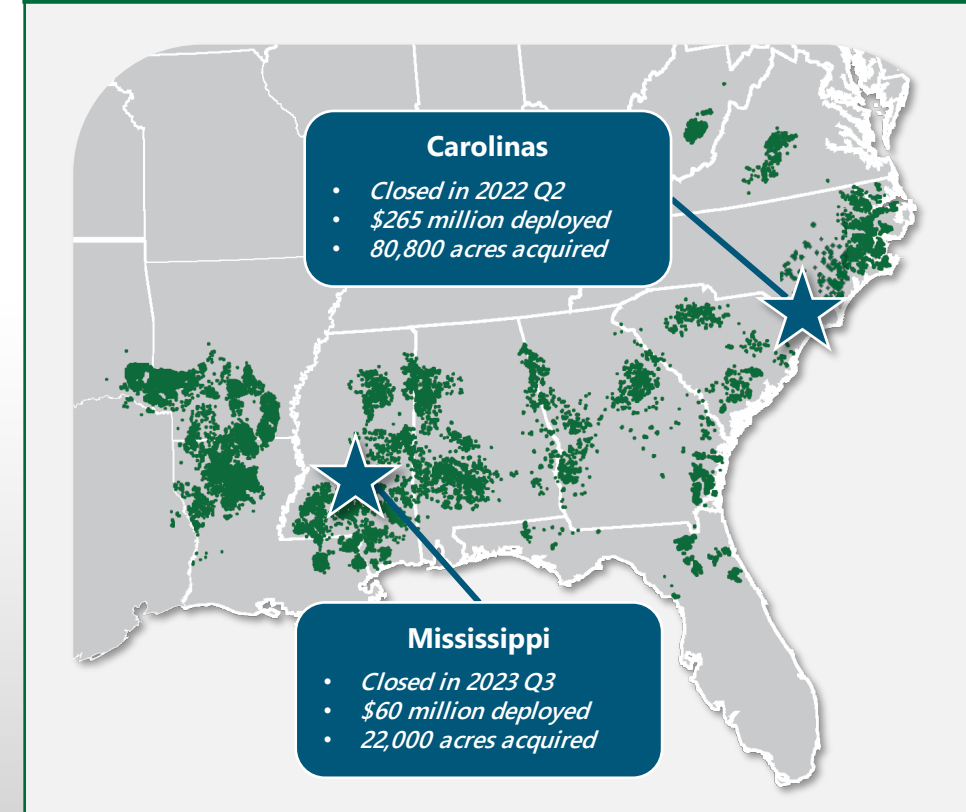 Carolinas
• Closed in 2022 Q2
• $265 million deployed
• 80,800 acres acquired
Mississippi
• Closed in 2023 Q3
• $60 million deployed
• 22,000 acres acquired